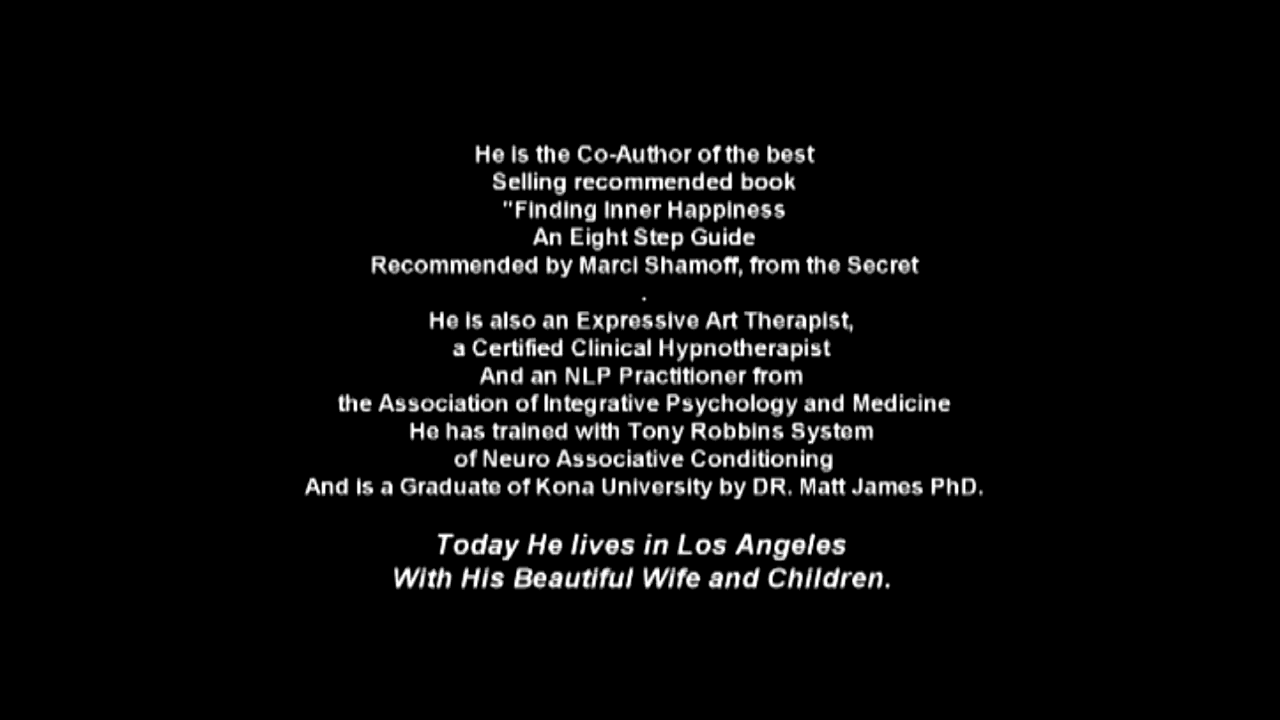 He is the Co-Author of the best
Selling recommended book
"Finding Inner Happiness
An Eight Step Guide
Recommended by Marci Shamoff, from the Secret
.
He is also an Expressive Art Therapist,
a Certified Clinical Hypnotherapist
And an NLP Practitioner from
the Association of Integrative Psychology and Medicine
He has trained with Tony Robbins System
of Neuro Associative Conditioning
And is a Graduate of Kona University by DR. Matt James PhD.
Today He lives in Los Angeles
With His Beautiful Wife and Children.